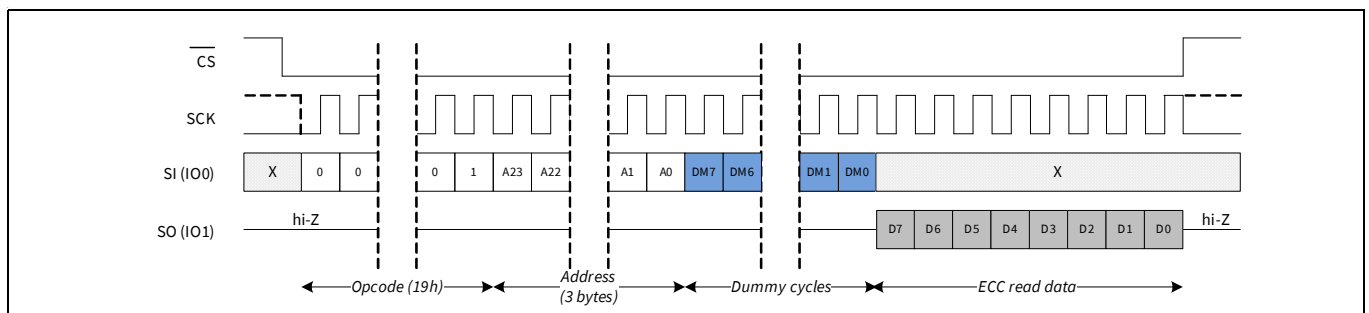 CS
SCK
SI (IO0) X 0 0 0 1 A23 A22 A1 A0 DM7 DM6 DM1 DM0 X
hi-Z hi-Z
SO (IO1) D7 D6 D5 D4 D3 D2 D1 D0
Opcode (19h) Address (3 bytes) Dummy cycles ECC read data